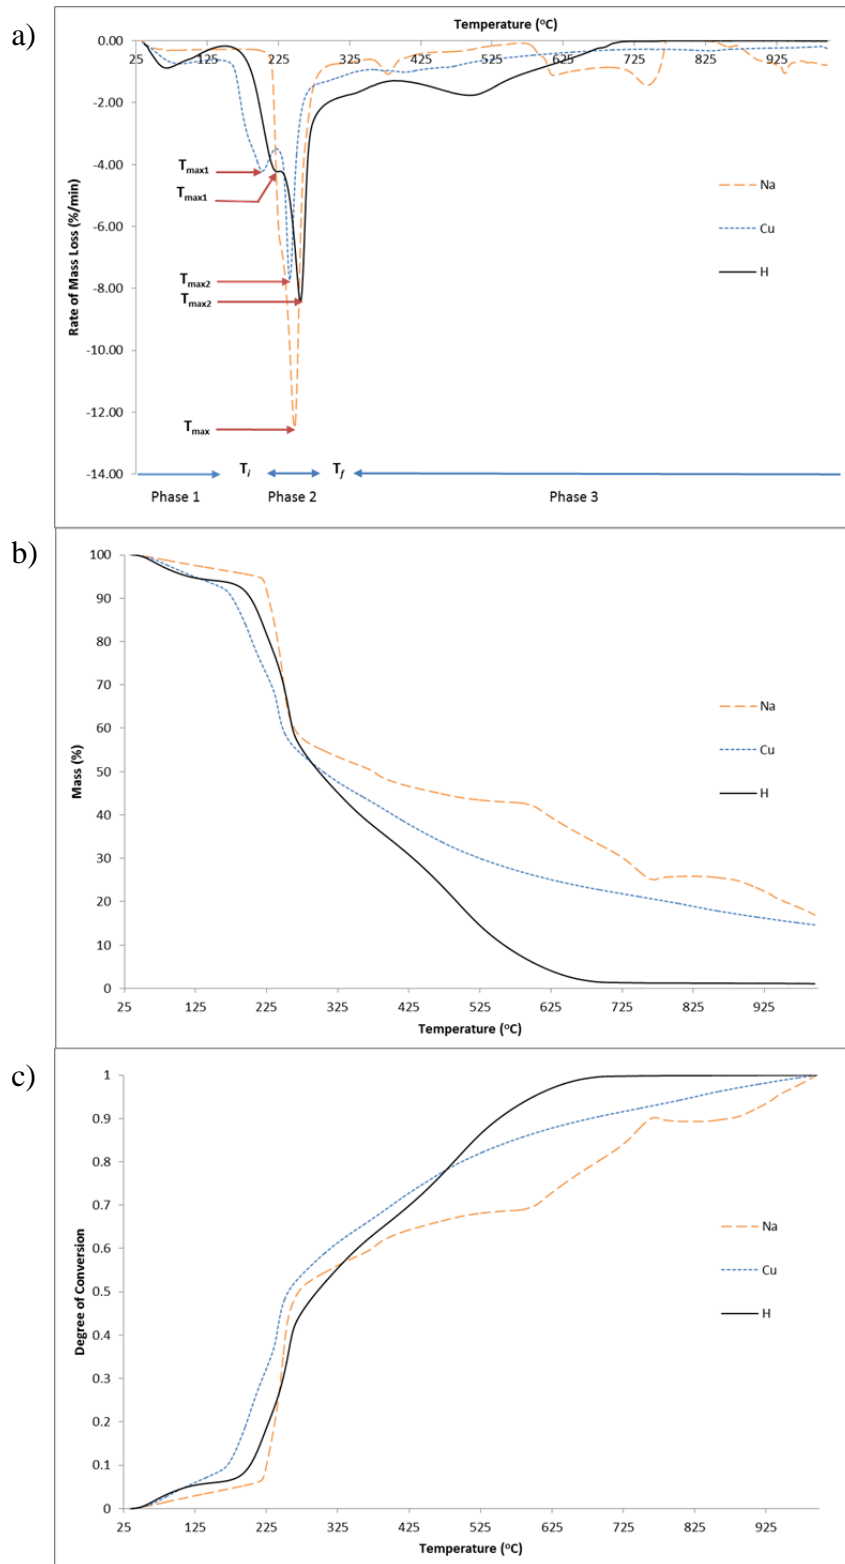 a)
Temperature (°C)
25 125 225 325 425 525 625 725 825 925
0.00
-2.00
-4.00
-6.00
-8.00
-10.00
-12.00
-14.00
Rate of Mass Loss (%/min)
Tmax1
Tmax1
Tmax2
Tmax2
Tmax
Na
Cu
H
Ti Tf
Phase 1 Phase 2 Phase 3
b)
100
90
80
70
60
50
40
30
20
10
0
Mass (%)
Na
Cu
H
25 125 225 325 425 525 625 725 825 925
Temperature (°C)
c)
1
0.9
0.8
0.7
0.6
0.5
0.4
0.3
0.2
0.1
0
Degree of Conversion
Na
Cu
H
25 125 225 325 425 525 625 725 825 925
Temperature (°C)